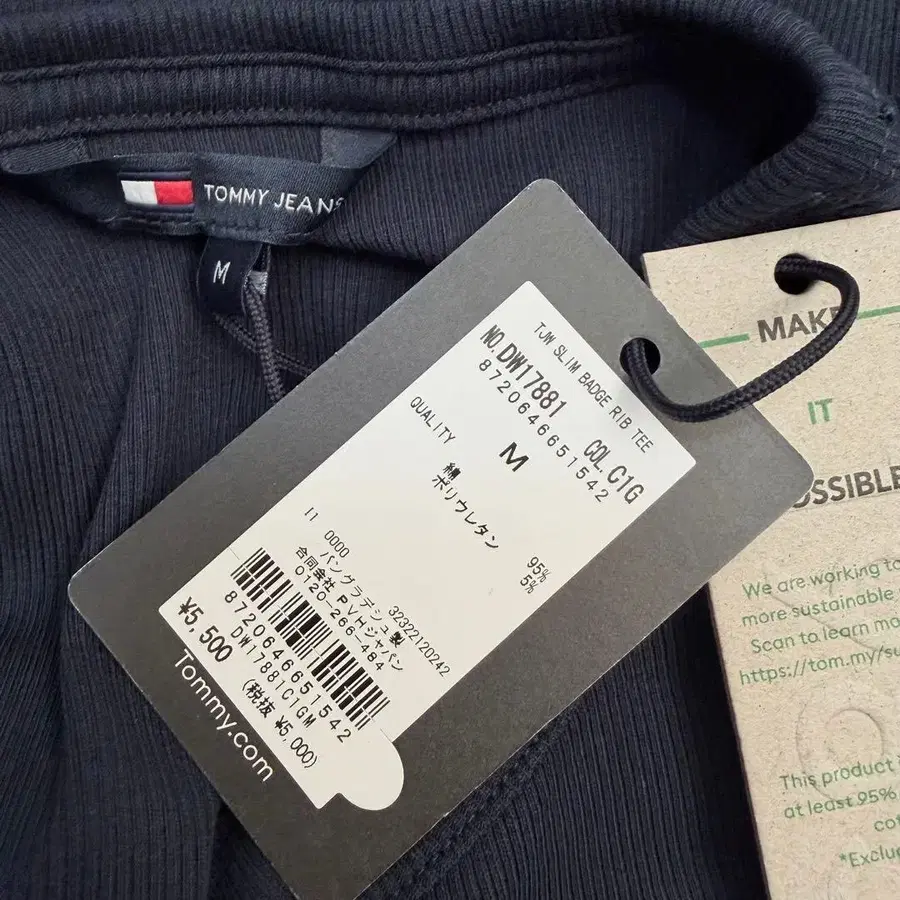 TOMMY JEANS
M
TJW SLIM BADGE RIB TEE
NO.DW17881 COL.C1G
8720646651542
M
QUALITY
綿 95%
ポリウレタン 5%
11 0000 32322120242
バングラデシュ製
合同会社 PVHジャパン
0120-266-484
8720646651542
DW17881C1GM
¥5,500
(税抜 ¥5,000)
Tommy.com
MAKE
IT
OSSIBLE
We are working to
more sustainable
Scan to learn mo
https://tom.my/su
This product
at least 95%
cot
*Exclu